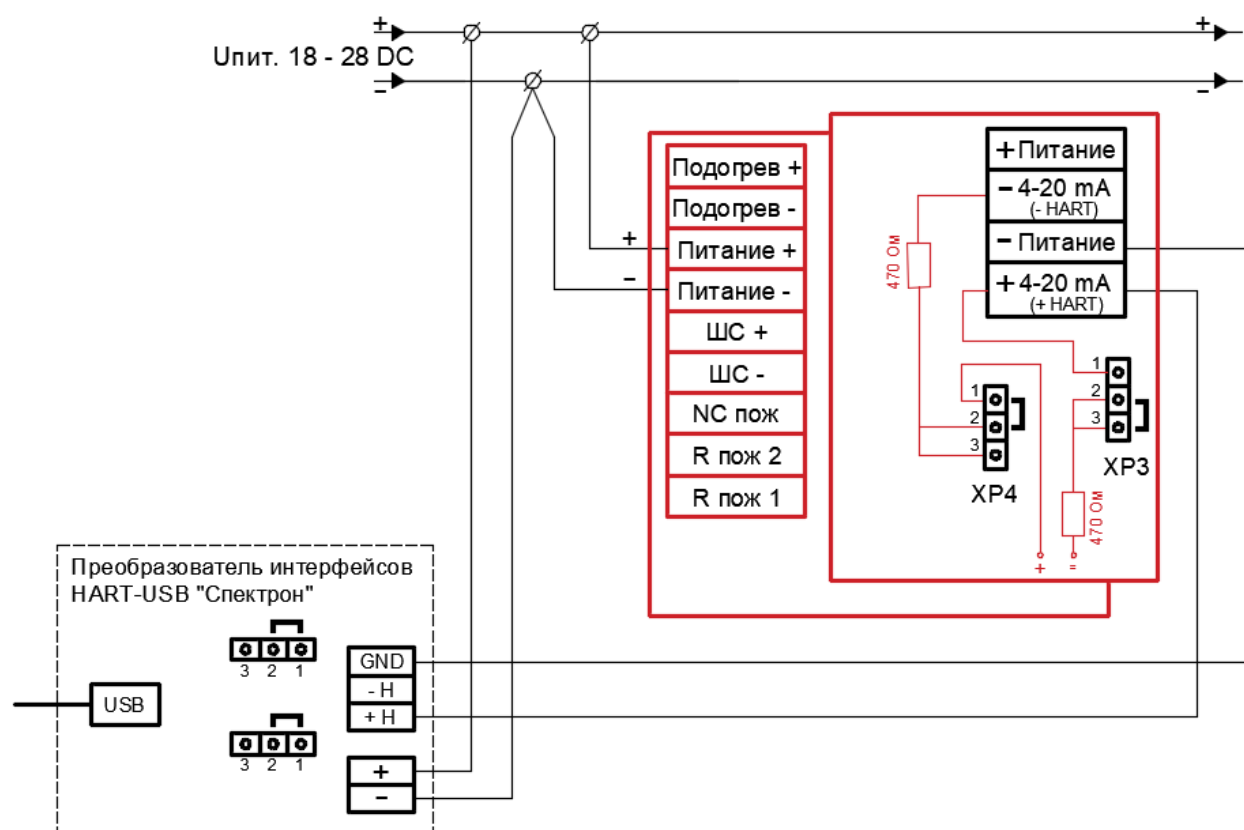 + +
Uпит. 18 - 28 DC
− −
Подогрев +
Подогрев -
+ Питание +
− Питание -
ШС +
ШС -
NC пож
R пож 2
R пож 1
+ Питание
− 4-20 mA
(- HART)
− Питание
+ 4-20 mA
(+ HART)
470 Ом
1
2
3
XP4
1
2
3
XP3
470 Ом
+ =
Преобразователь интерфейсов
HART-USB "Спектрон"
3 2 1
USB
3 2 1
GND
- H
+ H
+
−